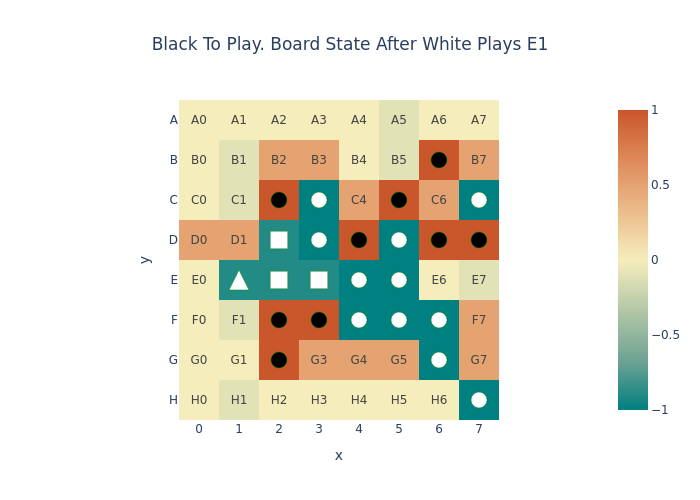 Black To Play. Board State After White Plays E1
A A0 A1 A2 A3 A4 A5 A6 A7
B B0 B1 B2 B3 B4 B5 B7
C C0 C1 C4 C6
D D0 D1
E E0 E6 E7
F F0 F1 F7
G G0 G1 G3 G4 G5 G7
H H0 H1 H2 H3 H4 H5 H6
0 1 2 3 4 5 6 7
x
y
1
0.5
0
−0.5
−1